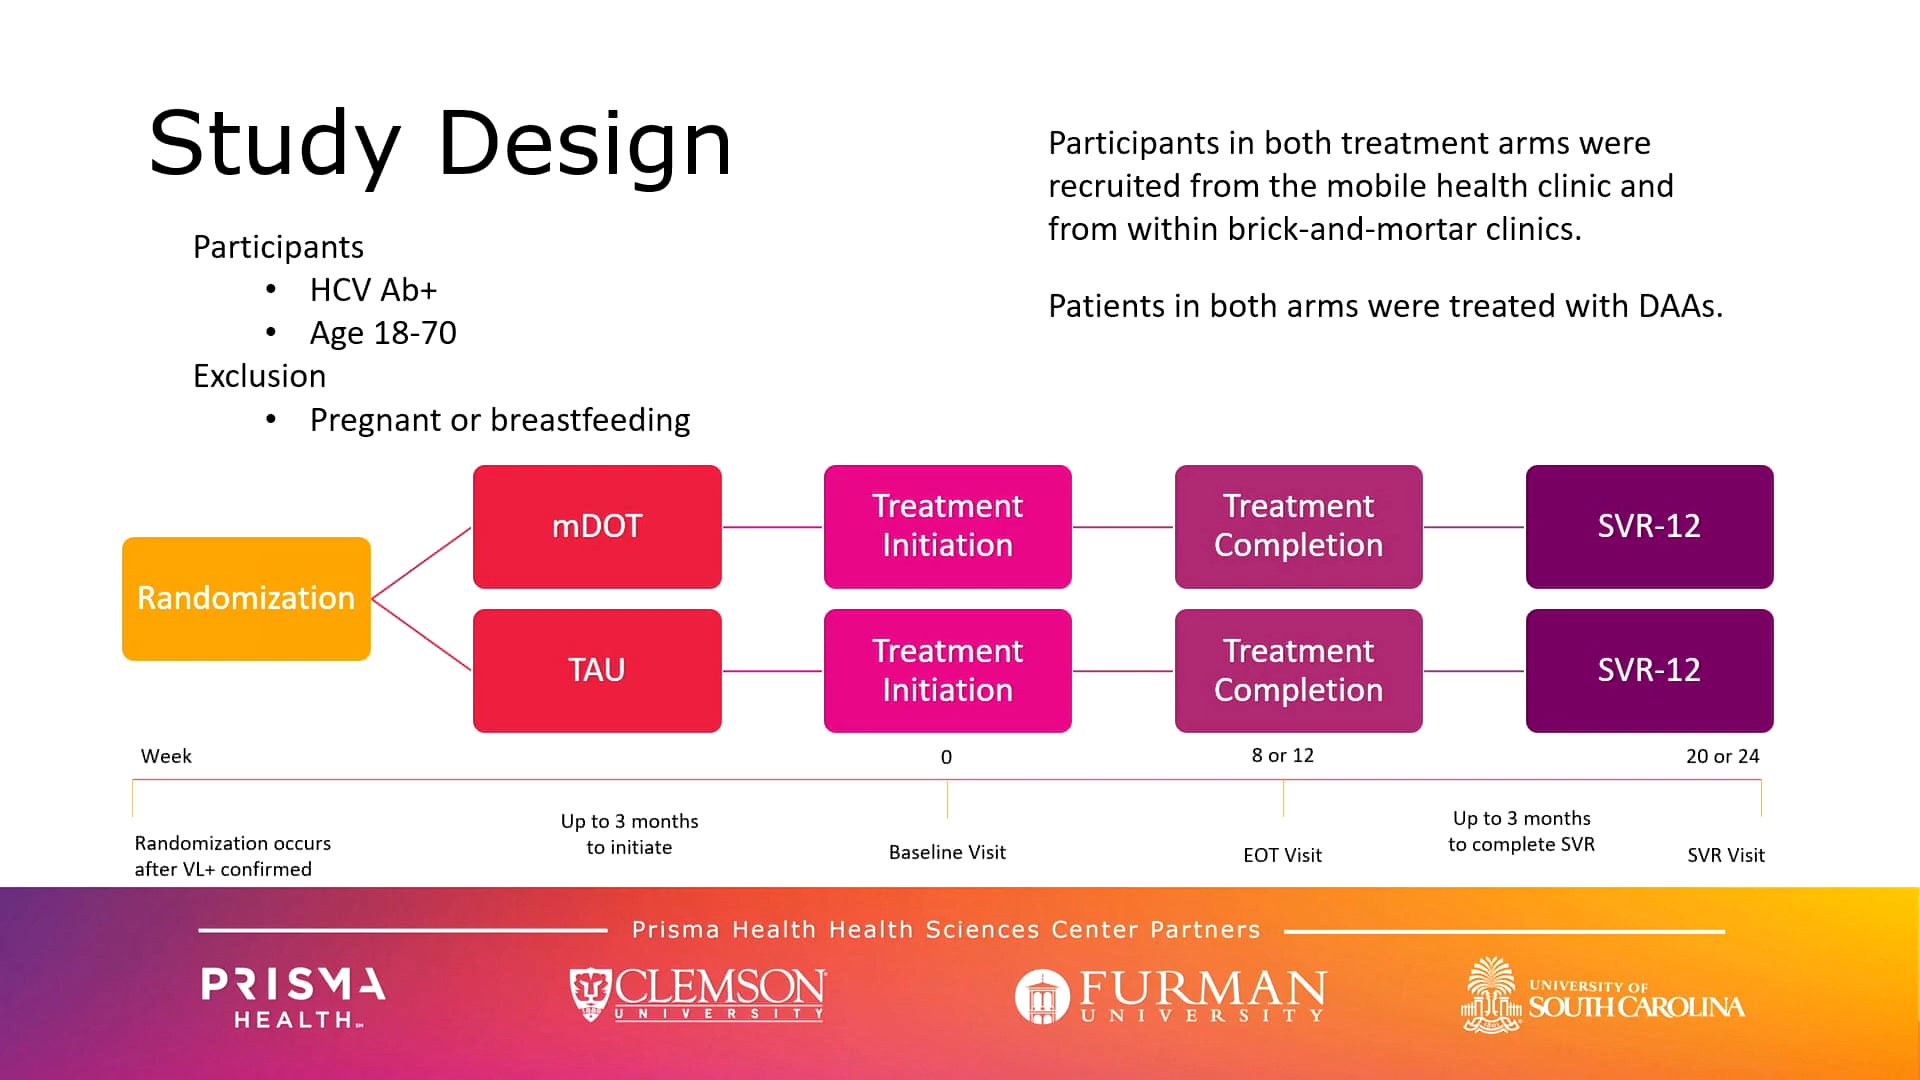 Study Design
Participants
• HCV Ab+
• Age 18-70
Exclusion
• Pregnant or breastfeeding
Participants in both treatment arms were
recruited from the mobile health clinic and
from within brick-and-mortar clinics.
Patients in both arms were treated with DAAs.
Randomization
mDOT
Treatment
Initiation
Treatment
Completion
SVR-12
TAU
Treatment
Initiation
Treatment
Completion
SVR-12
Week
0
8 or 12
20 or 24
Randomization occurs
after VL+ confirmed
Up to 3 months
to initiate
Baseline Visit
EOT Visit
Up to 3 months
to complete SVR
SVR Visit
Prisma Health Health Sciences Center Partners
PRISMA
HEALTH
CLEMSON
UNIVERSITY
FURMAN
UNIVERSITY
UNIVERSITY OF
SOUTH CAROLINA